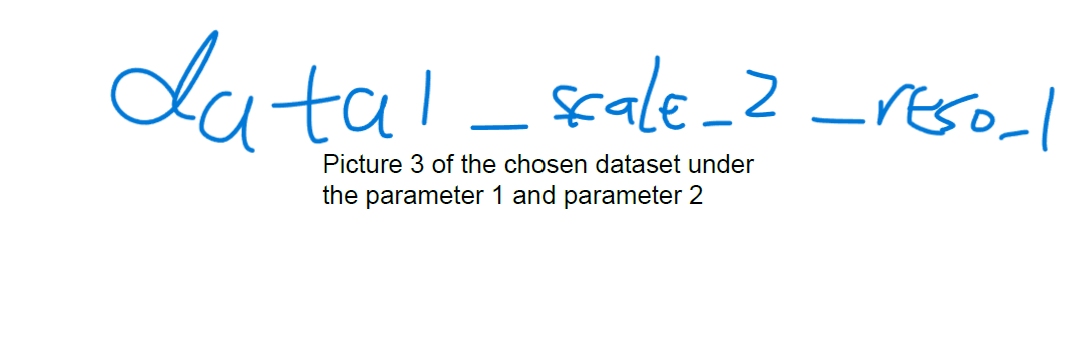 data1_scale_2_reso_1
Picture 3 of the chosen dataset under
the parameter 1 and parameter 2